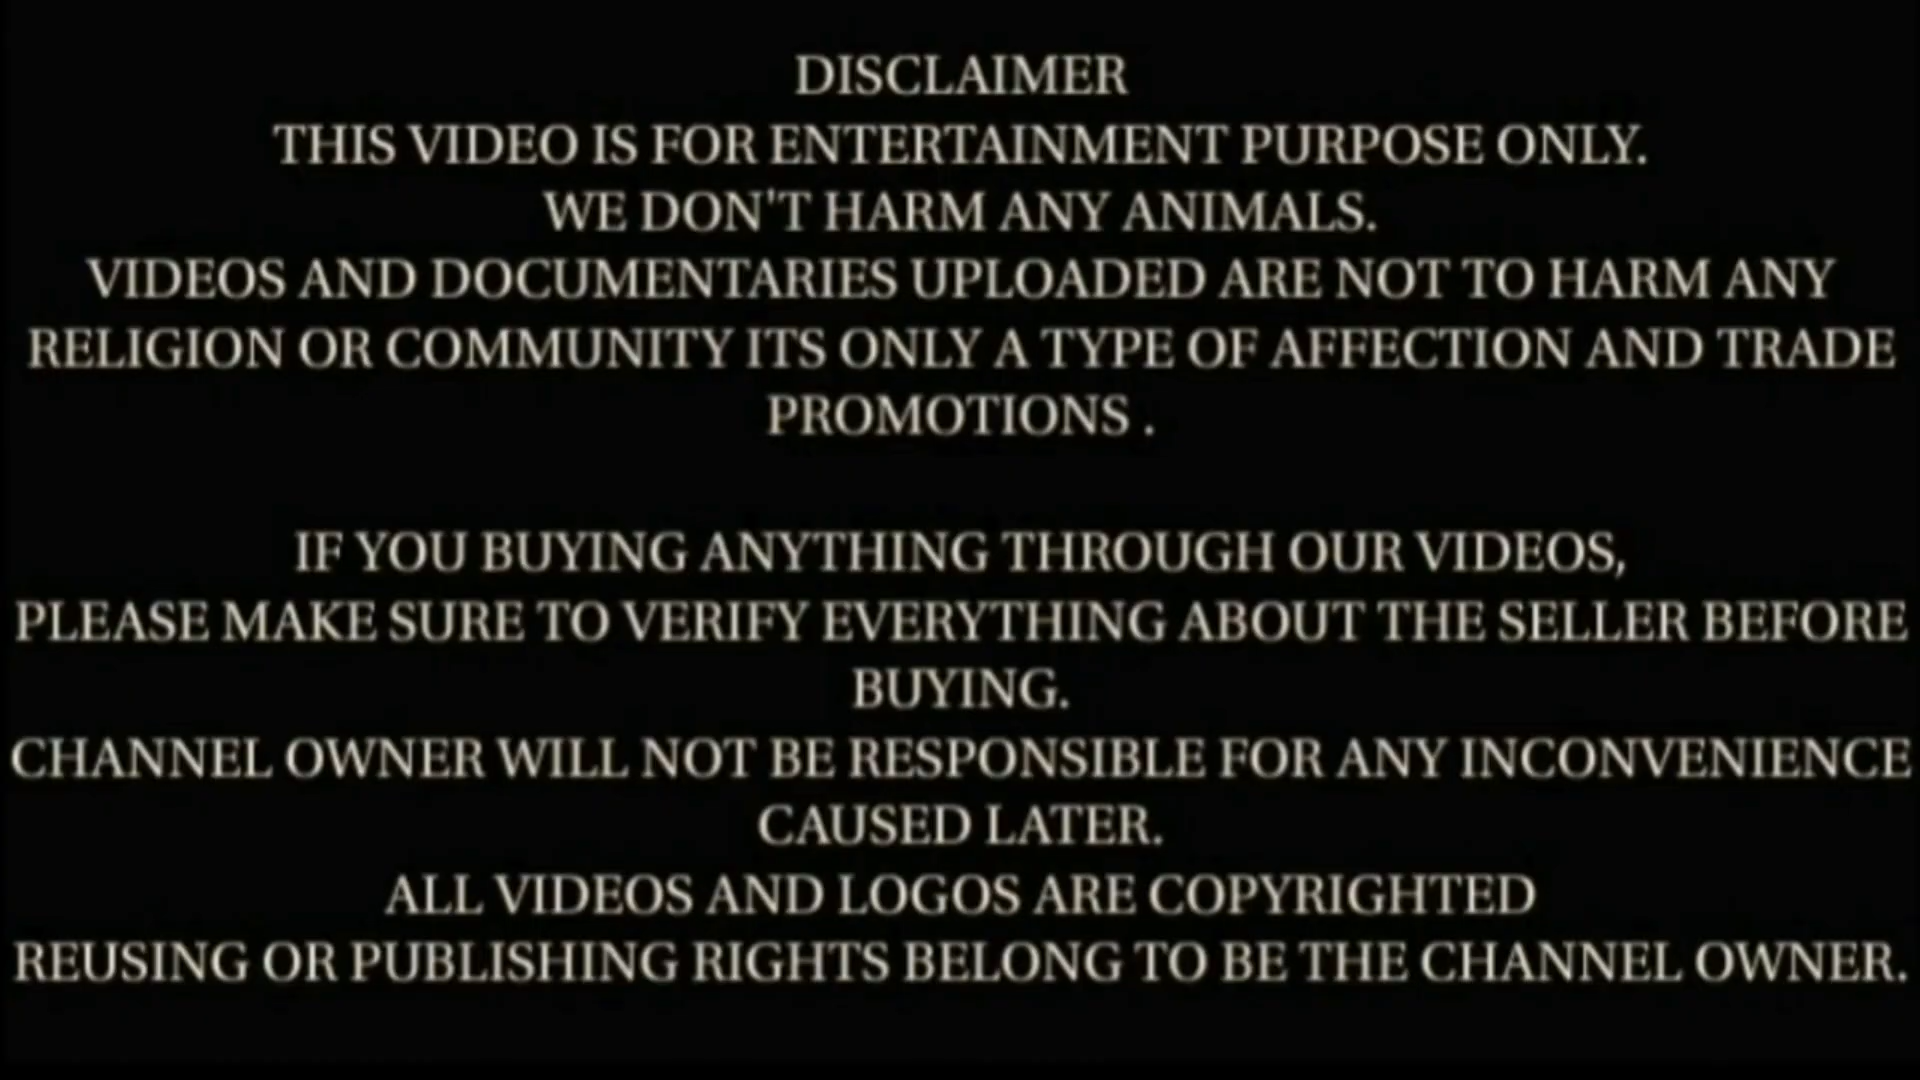 DISCLAIMER
THIS VIDEO IS FOR ENTERTAINMENT PURPOSE ONLY.
WE DON'T HARM ANY ANIMALS.
VIDEOS AND DOCUMENTARIES UPLOADED ARE NOT TO HARM ANY
RELIGION OR COMMUNITY ITS ONLY A TYPE OF AFFECTION AND TRADE
PROMOTIONS .
IF YOU BUYING ANYTHING THROUGH OUR VIDEOS,
PLEASE MAKE SURE TO VERIFY EVERYTHING ABOUT THE SELLER BEFORE
BUYING.
CHANNEL OWNER WILL NOT BE RESPONSIBLE FOR ANY INCONVENIENCE
CAUSED LATER.
ALL VIDEOS AND LOGOS ARE COPYRIGHTED
REUSING OR PUBLISHING RIGHTS BELONG TO BE THE CHANNEL OWNER.